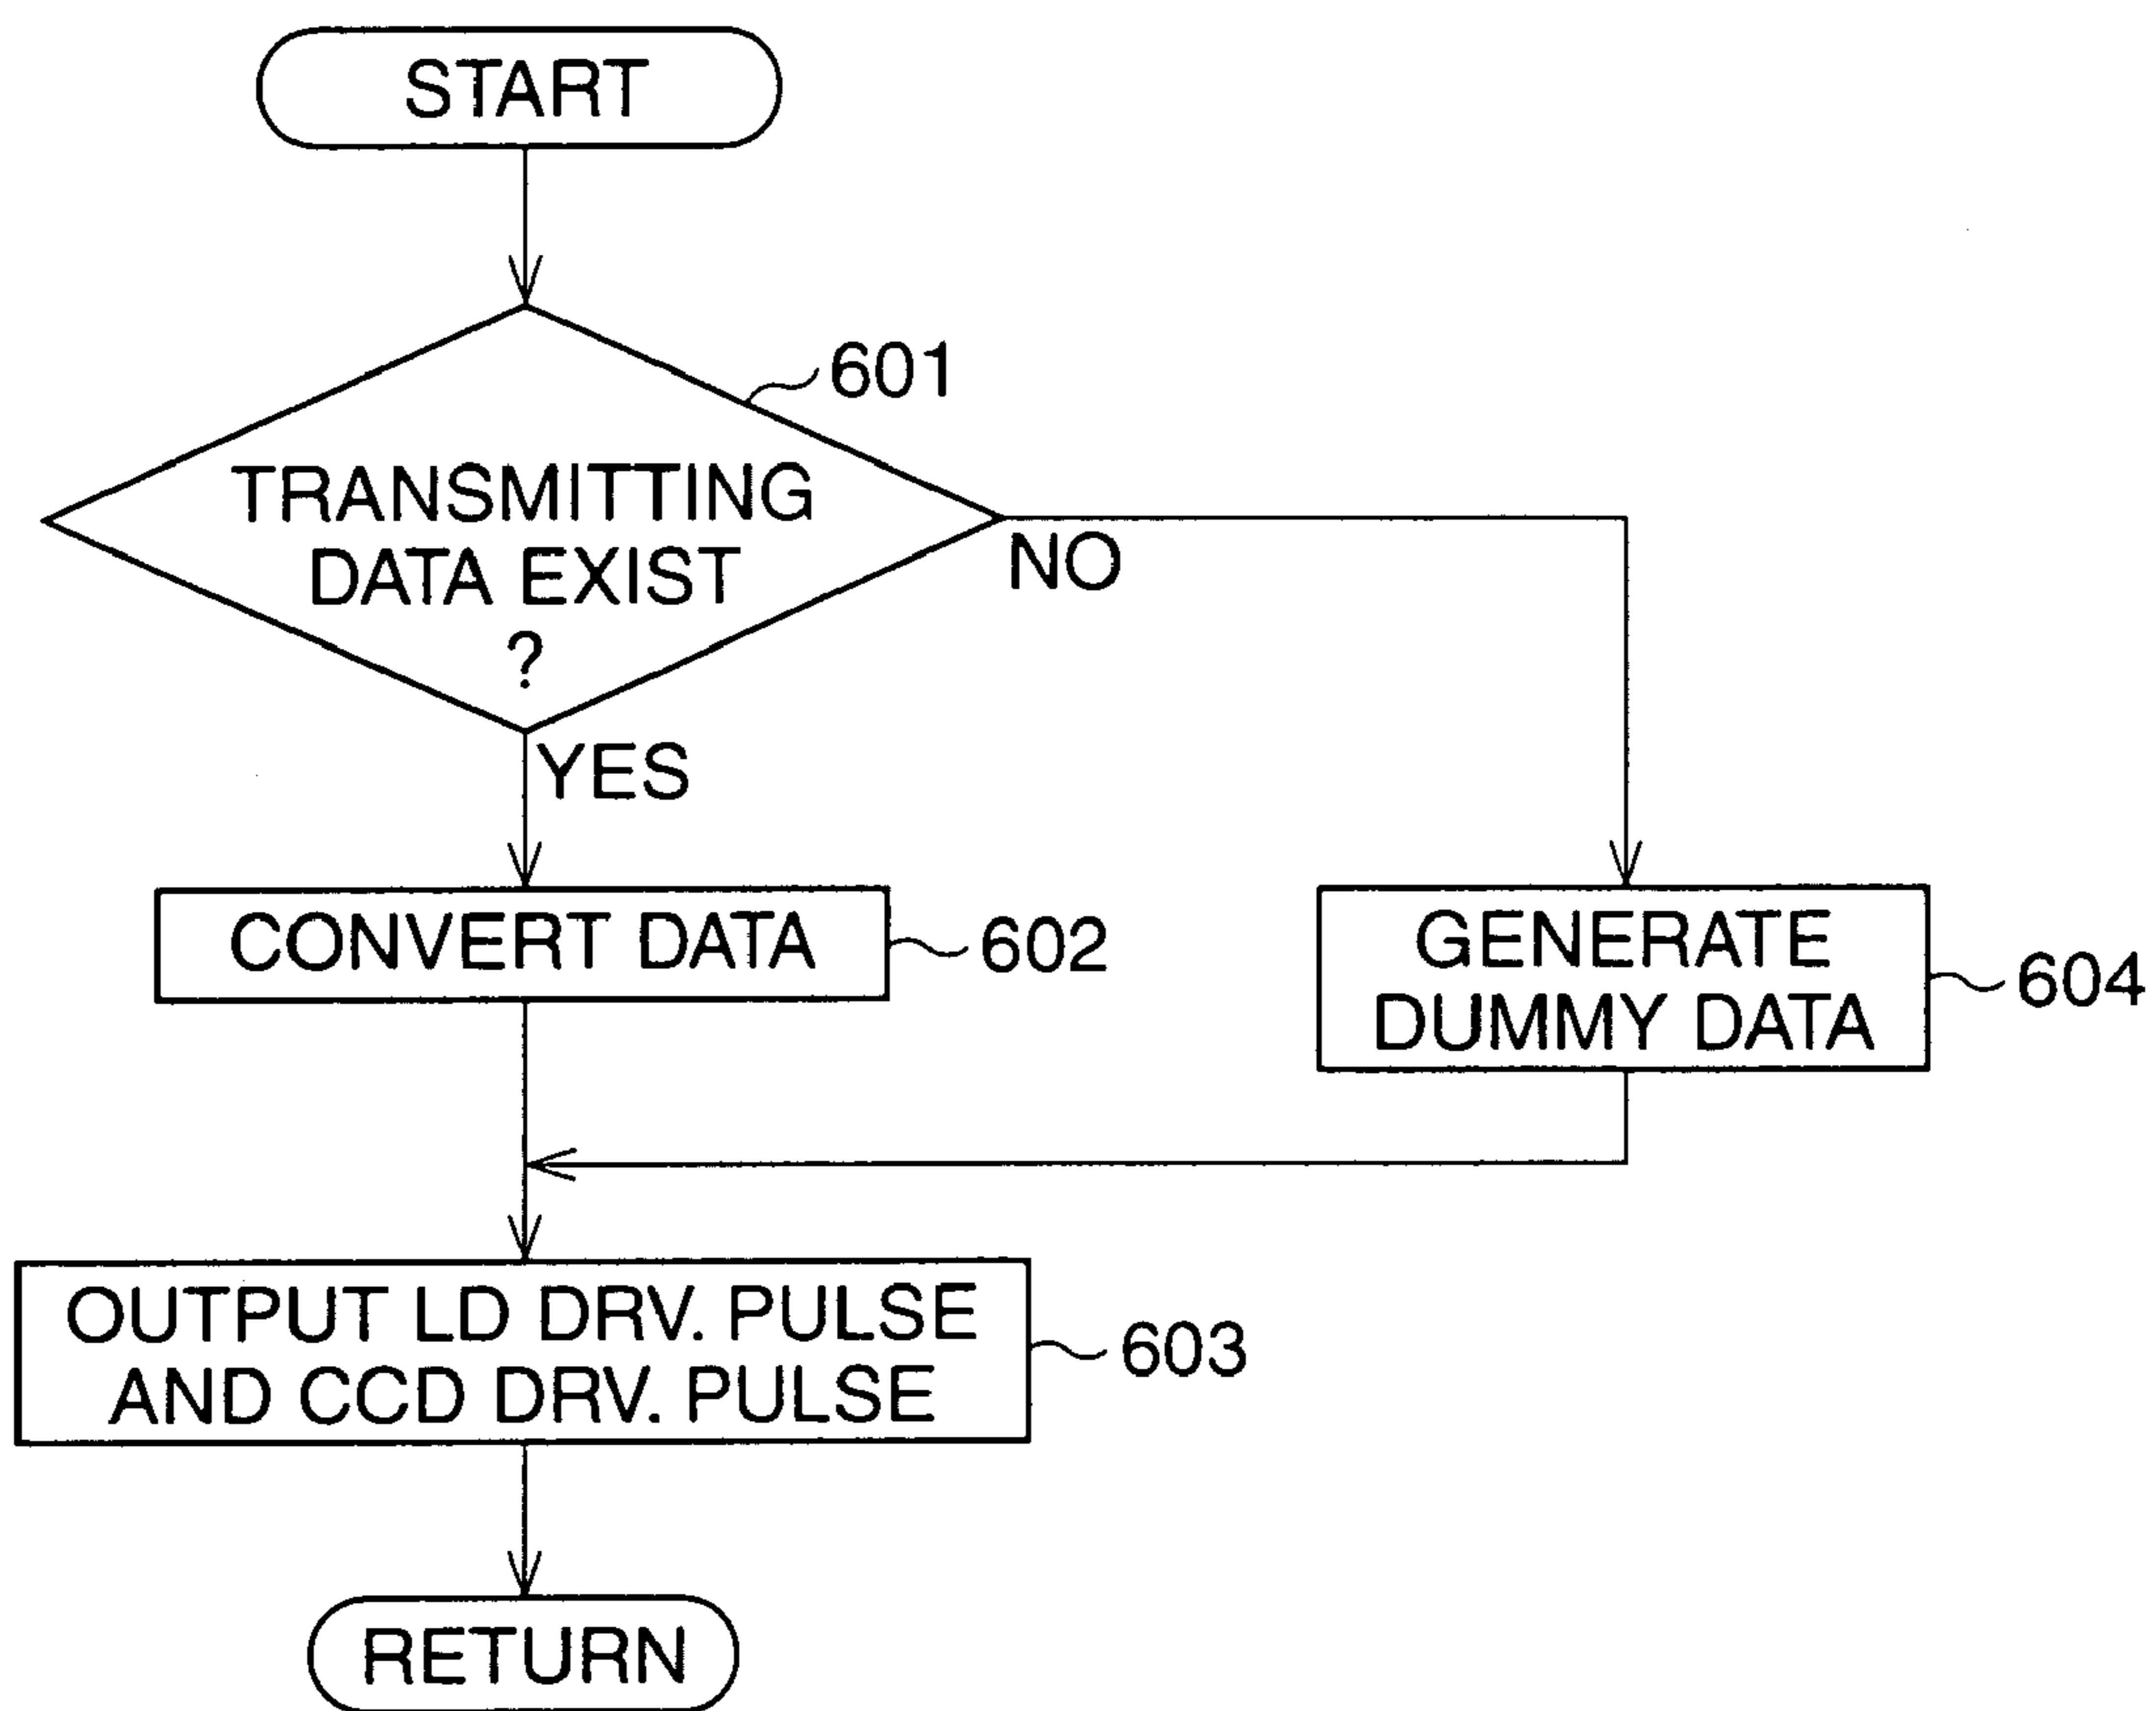 START
601
TRANSMITTING
DATA EXIST
?
NO
YES
CONVERT DATA
602
GENERATE
DUMMY DATA
604
OUTPUT LD DRV. PULSE
AND CCD DRV. PULSE
603
RETURN